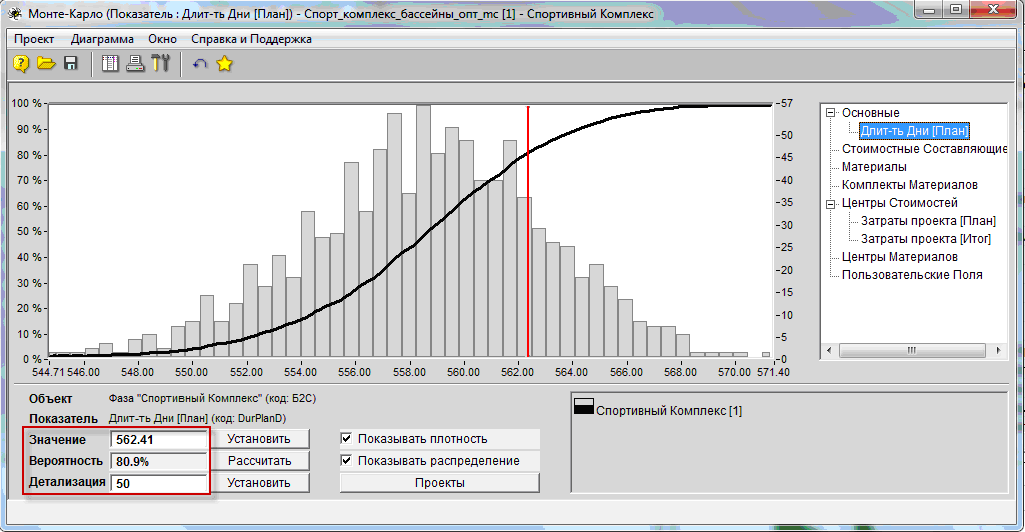 Монте-Карло (Показатель : Длит-ть Дни [План]) - Спорт_комплекс_бассейны_опт_mc [1] - Спортивный Комплекс
Проект Диаграмма Окно Справка и Поддержка
100 %
90 %
80 %
70 %
60 %
50 %
40 %
30 %
20 %
10 %
0 %
57
50
45
40
35
30
25
20
15
10
5
0
544.71 546.00 548.00 550.00 552.00 554.00 556.00 558.00 560.00 562.00 564.00 566.00 568.00 570.00 571.40
Основные
Длит-ть Дни [План]
Стоимостные Составляющие
Материалы
Комплекты Материалов
Центры Стоимостей
Затраты проекта [План]
Затраты проекта [Итог]
Центры Материалов
Пользовательские Поля
Объект Фаза "Спортивный Комплекс" (код: Б2С)
Показатель Длит-ть Дни [План] (код: DurPlanD)
Значение 562.41 Установить
Вероятность 80.9% Рассчитать
Детализация 50 Установить
Показывать плотность
Показывать распределение
Проекты
Спортивный Комплекс [1]